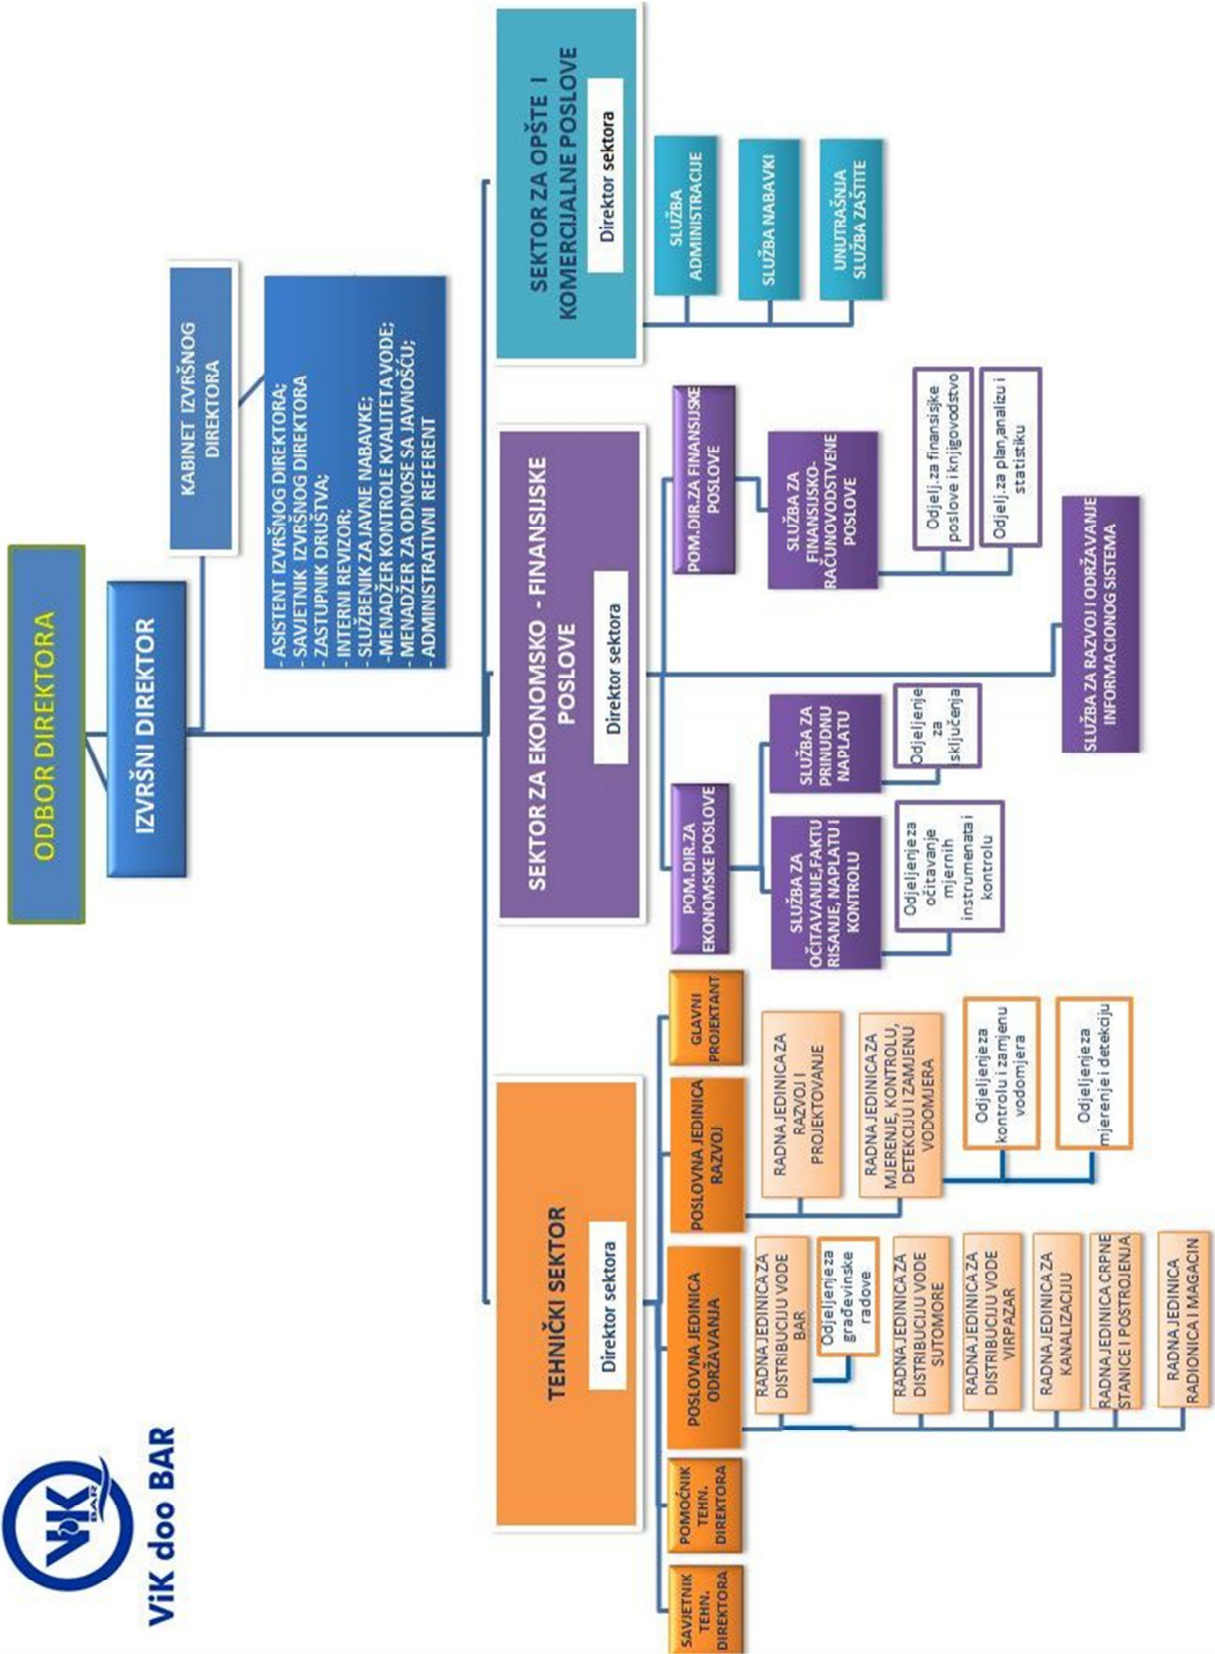 ViK
BAR
ViK doo BAR
ODBOR DIREKTORA
IZVRŠNI DIREKTOR
KABINET IZVRŠNOG
DIREKTORA
- ASISTENT IZVRŠNOG DIREKTORA;
- SAVJETNIK IZVRŠNOG DIREKTORA
- ZASTUPNIK DRUŠTVA;
- INTERNI REVIZOR;
- SLUŽBENIK ZA JAVNE NABAVKE;
-MENADŽER KONTROLE KVALITETA VODE;
- MENADŽER ZA ODNOSE SA JAVNOŠĆU;
- ADMINISTRATIVNI REFERENT
TEHNIČKI SEKTOR
Direktor sektora
SAVJETNIK
TEHN.
DIREKTORA
POMOĆNIK
TEHN.
DIREKTORA
POSLOVNA JEDINICA
ODRŽAVANJA
RADNA JEDINICA ZA
DISTRIBUCIJU VODE
BAR
Odjeljenje za
građevinske
radove
RADNA JEDINICA ZA
DISTRIBUCIJU VODE
SUTOMORE
RADNA JEDINICA ZA
DISTRIBUCIJU VODE
VIRPAZAR
RADNA JEDINICA ZA
KANALIZACIJU
RADNA JEDINICA CRPNE
STANICE I POSTROJENJA
RADNA JEDINICA
RADIONICA I MAGACIN
POSLOVNA JEDINICA
RAZVOJ
RADNA JEDINICA ZA
RAZVOJ I
PROJEKTOVANJE
RADNA JEDINICA ZA
MJERENJE, KONTROLU,
DETEKCIJU I ZAMJENU
VODOMJERA
Odjeljenje za
kontrolu i zamjenu
vodomjera
Odjeljenje za
mjerenje i detekciju
GLAVNI
PROJEKTANT
SEKTOR ZA EKONOMSKO - FINANSIJSKE
POSLOVE
Direktor sektora
POM.DIR.ZA
EKONOMSKE POSLOVE
SLUŽBA ZA
OČITAVANJE,FAKTU
RISANJE, NAPLATU I
KONTROLU
Odjeljenje za
očitavanje
mjernih
instrumenata i
kontrolu
SLUŽBA ZA
PRINUDNU
NAPLATU
Odjeljenje
za
isključenja
POM.DIR.ZA FINANSIJSKE
POSLOVE
SLUŽBA ZA
FINANSIJSKO-
RAČUNOVODSTVENE
POSLOVE
Odjelj.za finansisjke
poslove i knjigovodstvo
Odjelj.za plan,analizu i
statistiku
SLUŽBA ZA RAZVOJ I ODRŽAVANJE
INFORMACIONOG SISTEMA
SEKTOR ZA OPŠTE I
KOMERCIJALNE POSLOVE
Direktor sektora
SLUŽBA
ADMINISTRACIJE
SLUŽBA NABAVKI
UNUTRAŠNJA
SLUŽBA ZAŠTITE